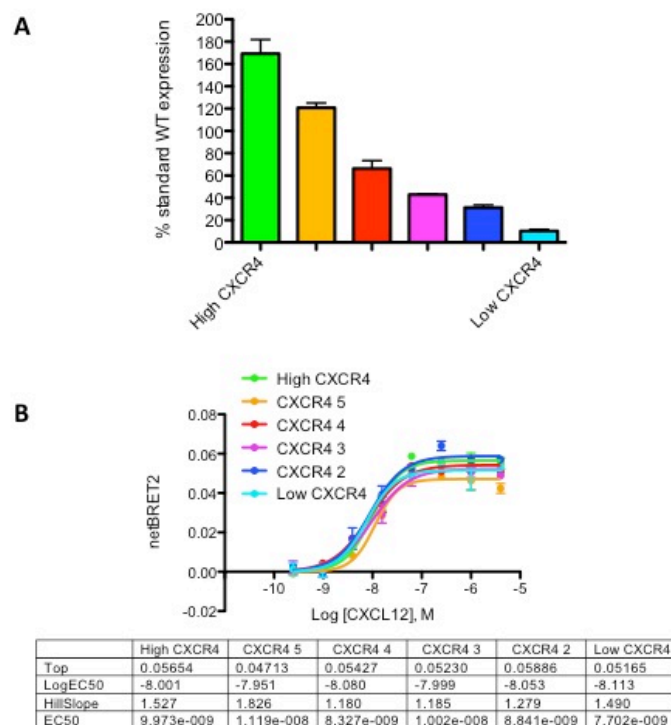 A
% standard WT expression
200
180
160
140
120
100
80
60
40
20
0
High CXCR4
Low CXCR4
B
High CXCR4
CXCR4 5
CXCR4 4
CXCR4 3
CXCR4 2
Low CXCR4
netBRET2
0.08
0.06
0.04
0.02
0.00
-0.02
-10 -9 -8 -7 -6 -5
Log [CXCL12], M
High CXCR4 CXCR4 5 CXCR4 4 CXCR4 3 CXCR4 2 Low CXCR4
Top 0.05654 0.04713 0.05427 0.05230 0.05886 0.05165
LogEC50 -8.001 -7.951 -8.080 -7.999 -8.053 -8.113
HillSlope 1.527 1.826 1.180 1.185 1.279 1.490
EC50 9.973e-009 1.119e-008 8.327e-009 1.002e-008 8.841e-009 7.702e-009